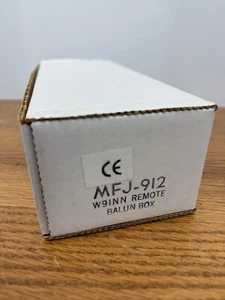 CE
MFJ-912
W9INN REMOTE
BALUN BOX